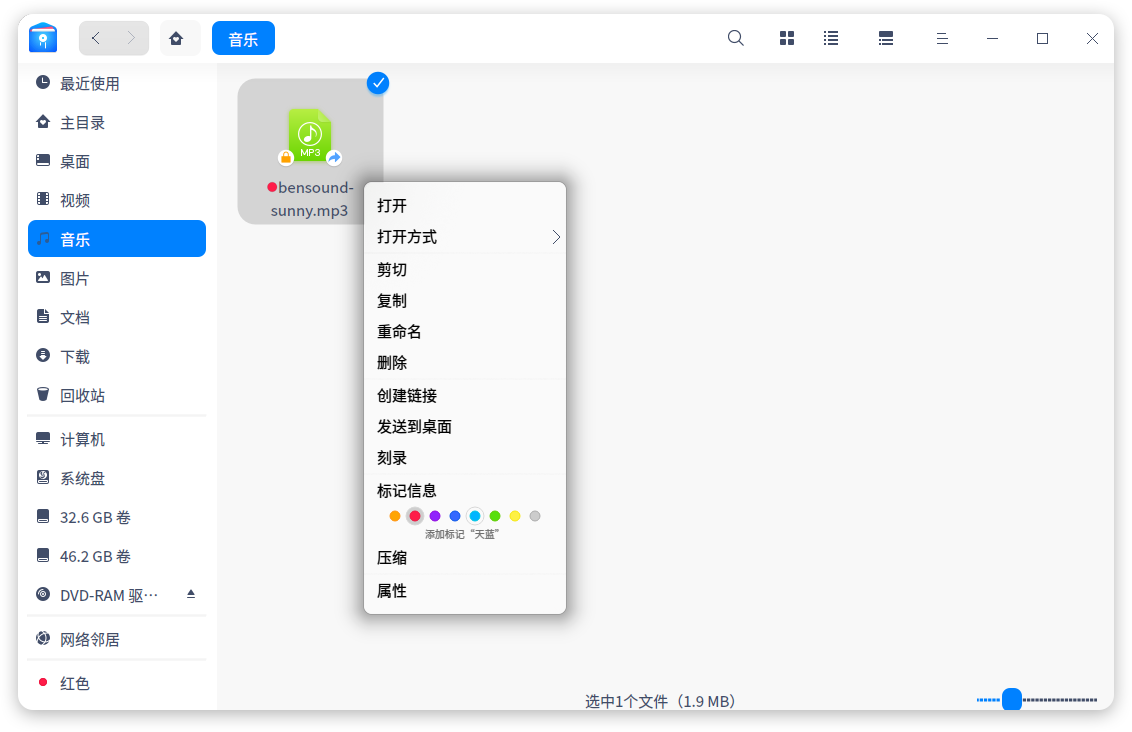 音乐
最近使用
主目录
桌面
视频
音乐
图片
文档
下载
回收站
计算机
系统盘
32.6 GB 卷
46.2 GB 卷
DVD-RAM 驱···
网络邻居
红色
MP3
bensound-
sunny.mp3
打开
打开方式
剪切
复制
重命名
删除
创建链接
发送到桌面
刻录
标记信息
添加标记“天蓝”
压缩
属性
选中1个文件（1.9 MB）